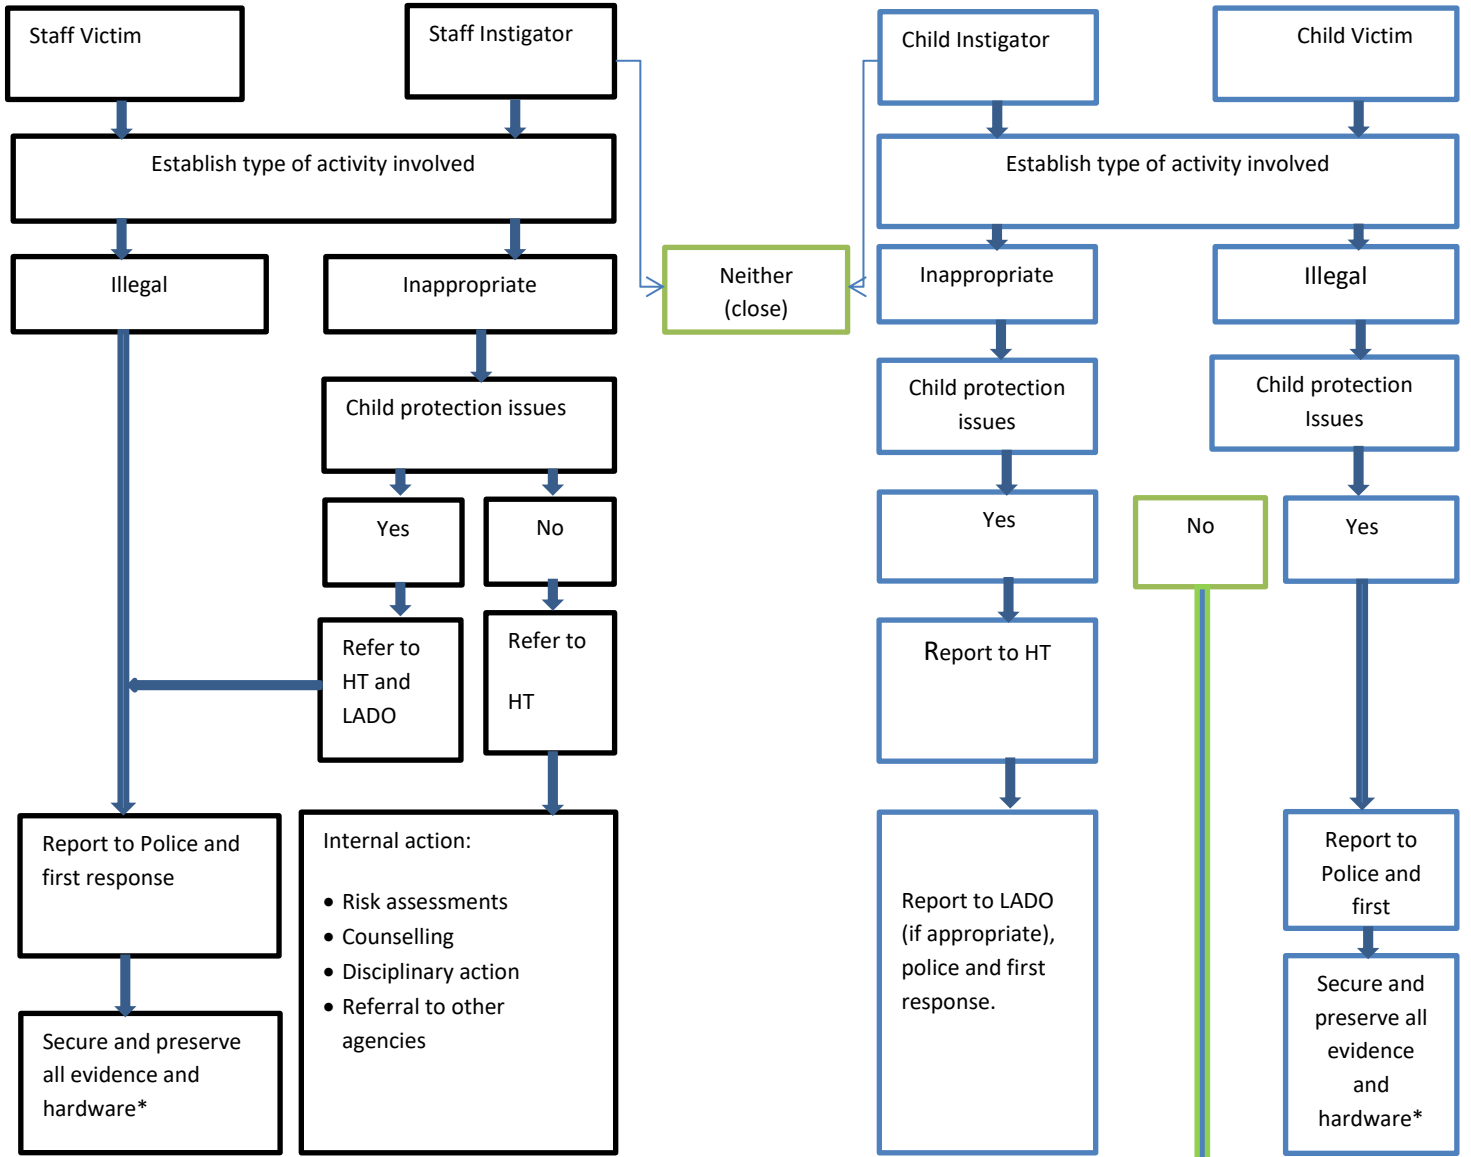 Staff Victim
Staff Instigator
Child Instigator
Child Victim
Establish type of activity involved
Establish type of activity involved
Illegal
Inappropriate
Neither
(close)
Inappropriate
Illegal
Child protection issues
Child protection
issues
Child protection
Issues
Yes
No
Yes
No
Yes
Refer to
HT and
LADO
Refer to
HT
Report to HT
Report to Police and
first response
Internal action:
• Risk assessments
• Counselling
• Disciplinary action
• Referral to other
agencies
Report to LADO
(if appropriate),
police and first
response.
Report to
Police and
first
Secure and preserve
all evidence and
hardware*
Secure and
preserve all
evidence
and
hardware*